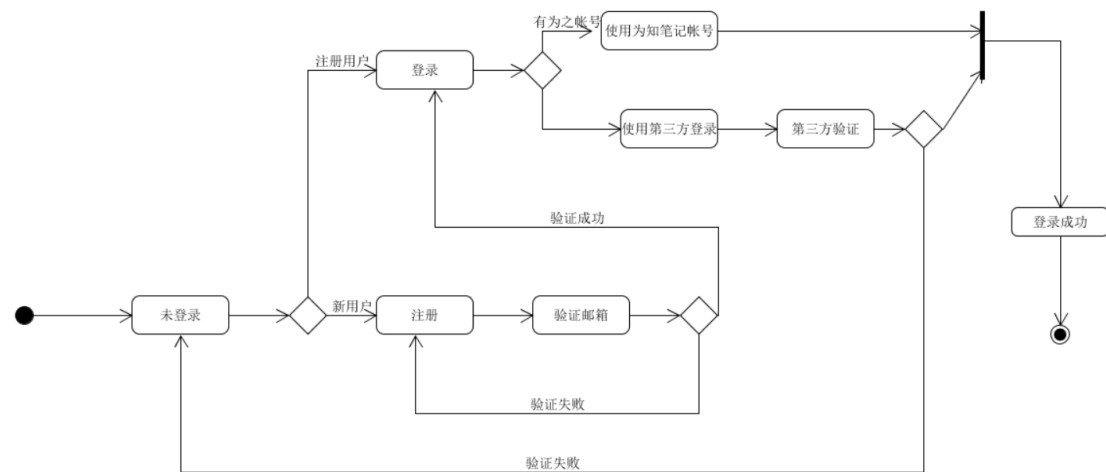 有为之帐号
使用为知笔记帐号
注册用户
登录
使用第三方登录
第三方验证
验证成功
登录成功
未登录
新用户
注册
验证邮箱
验证失败
验证失败